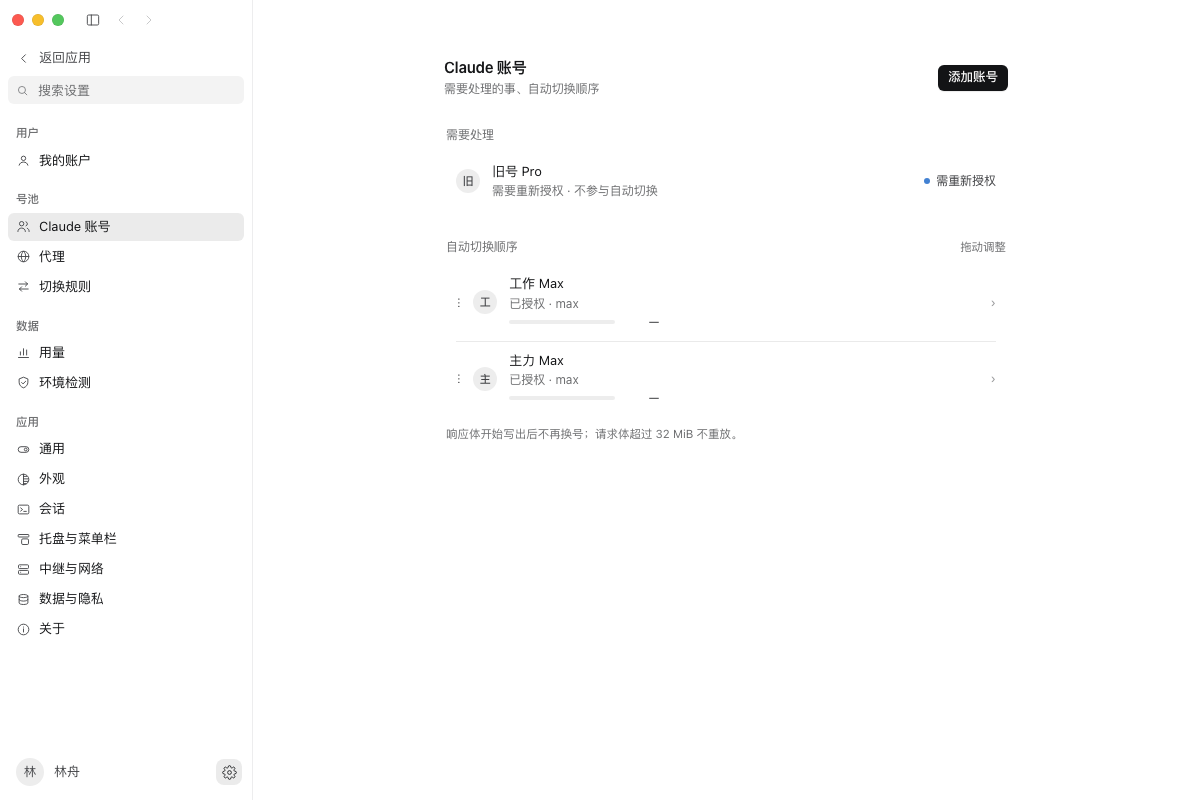 返回应用
搜索设置
用户
我的账户
号池
Claude 账号
代理
切换规则
数据
用量
环境检测
应用
通用
外观
会话
托盘与菜单栏
中继与网络
数据与隐私
关于
林 林舟
Claude 账号
需要处理的事、自动切换顺序
添加账号
需要处理
旧 旧号 Pro
需要重新授权 · 不参与自动切换
需重新授权
自动切换顺序 拖动调整
工 工作 Max
已授权 · max
—
主 主力 Max
已授权 · max
—
响应体开始写出后不再换号；请求体超过 32 MiB 不重放。